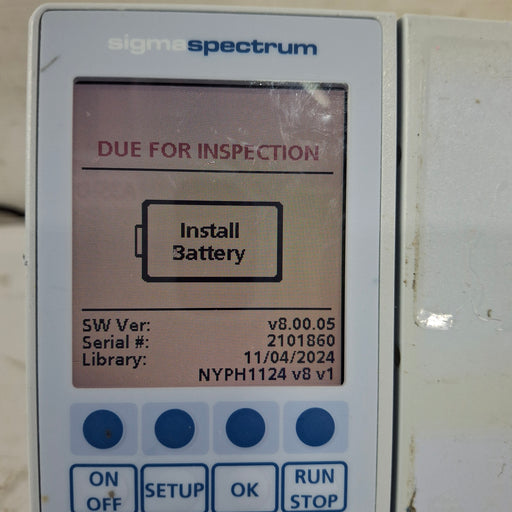 sigmaspectrum
DUE FOR INSPECTION
Install
Battery
SW Ver: v8.00.05
Serial #: 2101860
Library: 11/04/2024
NYPH1124 v8 v1
ON
OFF
SETUP
OK
RUN
STOP